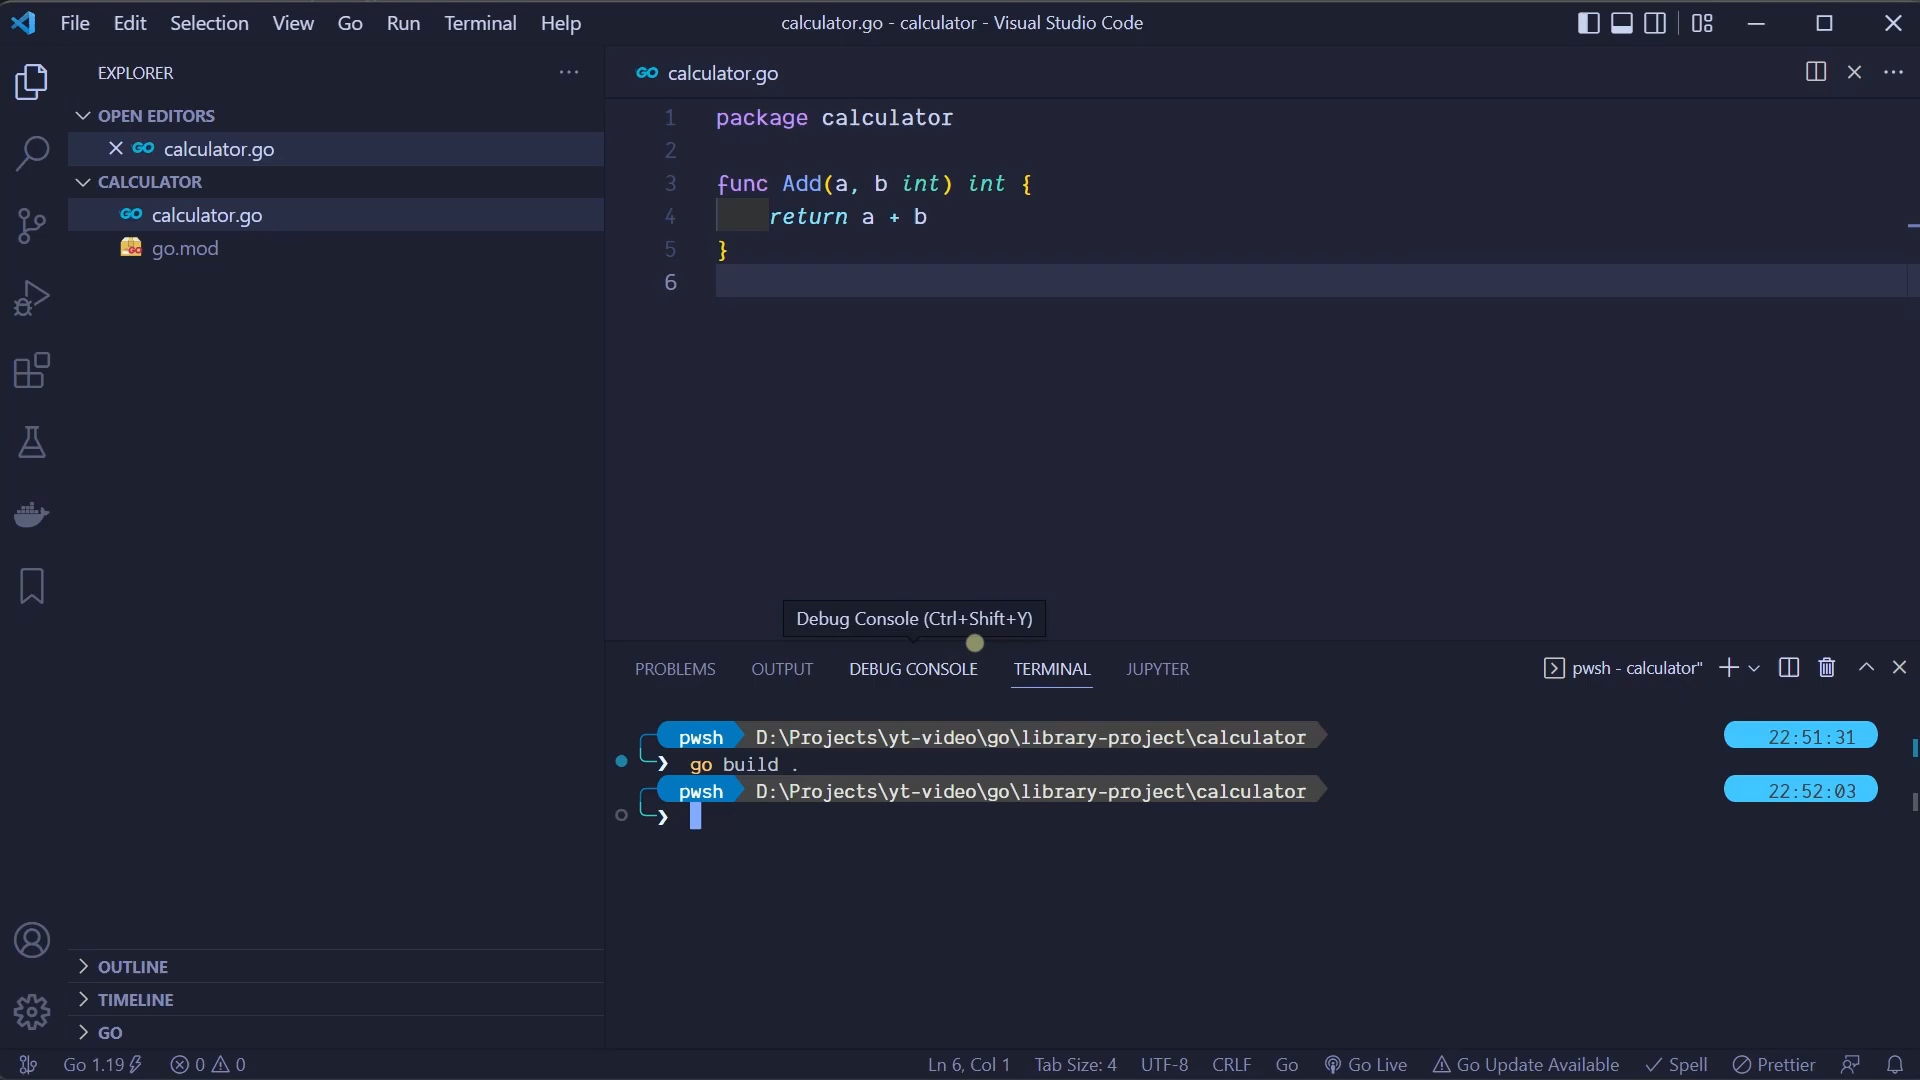 File Edit Selection View Go Run Terminal Help
calculator.go - calculator - Visual Studio Code
EXPLORER
OPEN EDITORS
calculator.go
CALCULATOR
calculator.go
go.mod
OUTLINE
TIMELINE
GO
calculator.go
1 package calculator
2
3 func Add(a, b int) int {
4 return a + b
5 }
6
Debug Console (Ctrl+Shift+Y)
PROBLEMS OUTPUT DEBUG CONSOLE TERMINAL JUPYTER
pwsh - calculator"
pwsh D:\Projects\yt-video\go\library-project\calculator 22:51:31
❯ go build .
pwsh D:\Projects\yt-video\go\library-project\calculator 22:52:03
❯
Go 1.19 0 0 Ln 6, Col 1 Tab Size: 4 UTF-8 CRLF Go Go Live Go Update Available Spell Prettier